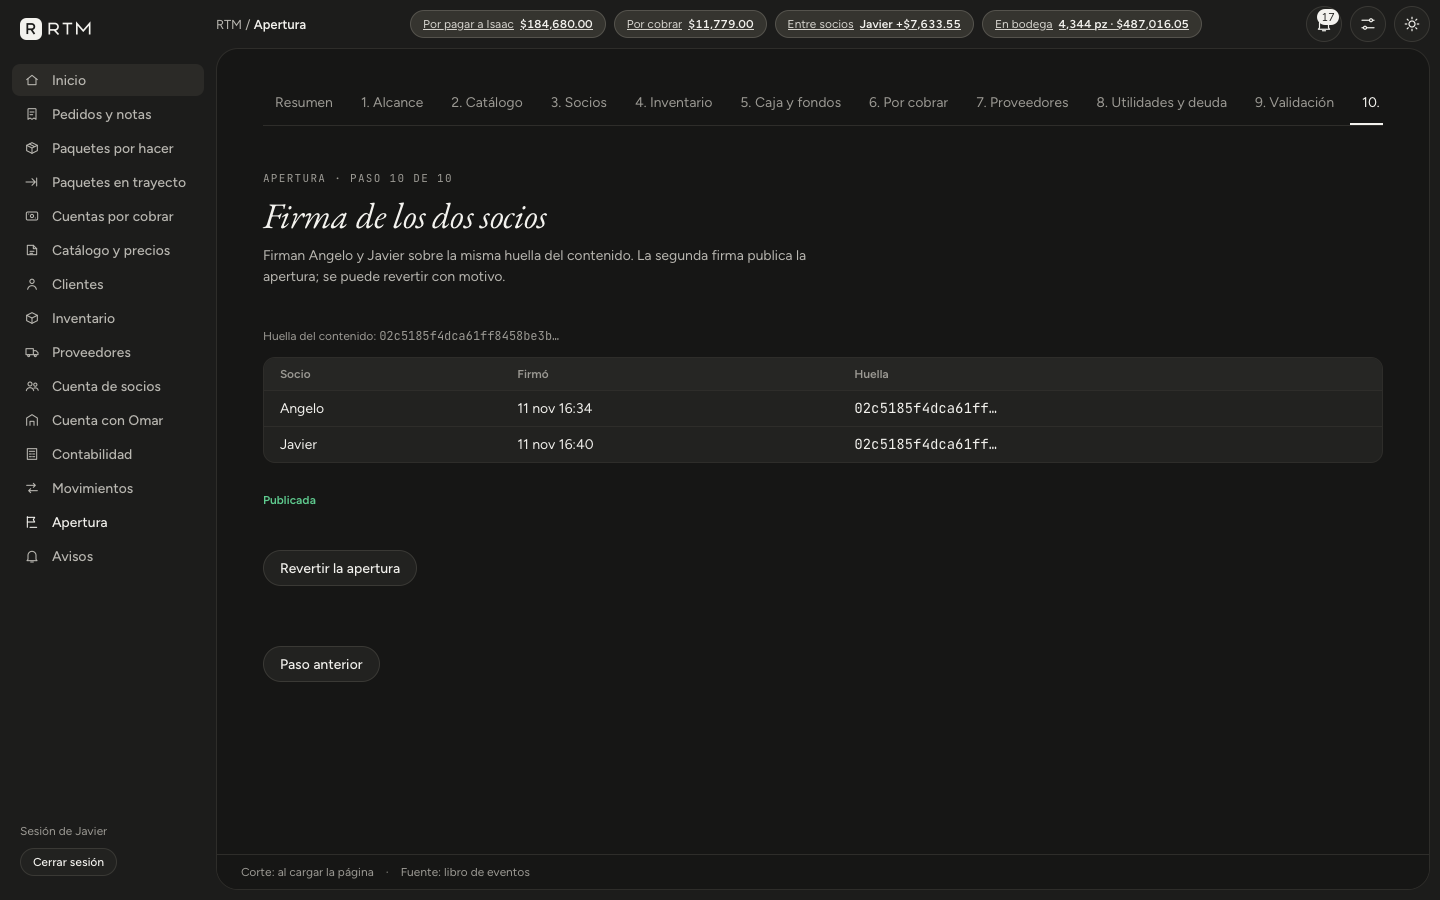 R RTM
RTM / Apertura
Por pagar a Isaac $184,680.00
Por cobrar $11,779.00
Entre socios Javier +$7,633.55
En bodega 4,344 pz · $487,016.05
17
Inicio
Pedidos y notas
Paquetes por hacer
Paquetes en trayecto
Cuentas por cobrar
Catálogo y precios
Clientes
Inventario
Proveedores
Cuenta de socios
Cuenta con Omar
Contabilidad
Movimientos
Apertura
Avisos
Sesión de Javier
Cerrar sesión
Resumen 1. Alcance 2. Catálogo 3. Socios 4. Inventario 5. Caja y fondos 6. Por cobrar 7. Proveedores 8. Utilidades y deuda 9. Validación 10.
APERTURA · PASO 10 DE 10
Firma de los dos socios
Firman Angelo y Javier sobre la misma huella del contenido. La segunda firma publica la
apertura; se puede revertir con motivo.
Huella del contenido: 02c5185f4dca61ff8458be3b…
Socio Firmó Huella
Angelo 11 nov 16:34 02c5185f4dca61ff…
Javier 11 nov 16:40 02c5185f4dca61ff…
Publicada
Revertir la apertura
Paso anterior
Corte: al cargar la página · Fuente: libro de eventos